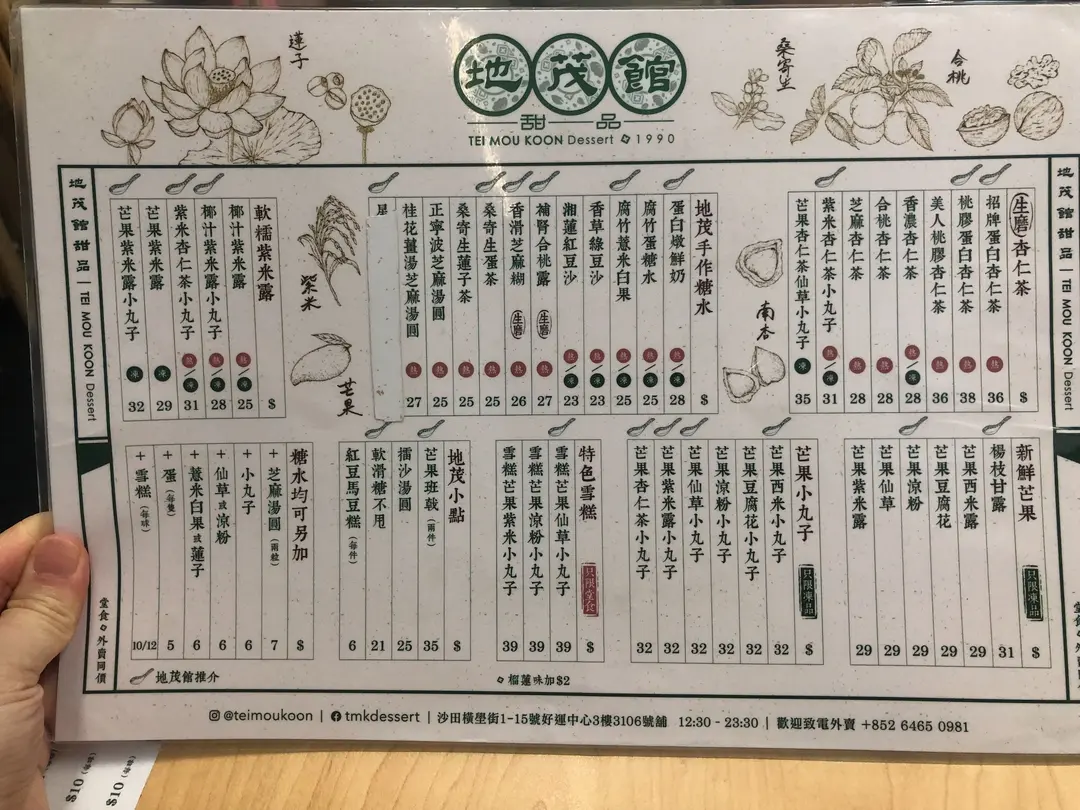 地茂館
甜品
TEI MOU KOON Dessert 1990
蓮子
桑寄生
合桃
紫米
芒果
南杏
地茂館甜品 | TEI MOU KOON Dessert
地茂館甜品 | TEI MOU KOON Dessert
生磨杏仁茶 $
招牌蛋白杏仁茶 熱 36
桃膠蛋白杏仁茶 熱 38
美人桃膠杏仁茶 熱 36
香濃杏仁茶 熱/凍 28
合桃杏仁茶 熱 28
芝麻杏仁茶 熱 28
紫米杏仁茶小丸子 熱/凍 31
芒果杏仁茶仙草小丸子 凍 35
地茂手作糖水 $
蛋白燉鮮奶 熱/凍 28
腐竹蛋糖水 熱/凍 25
腐竹薏米白果 熱/凍 25
香草綠豆沙 熱/凍 23
湘蓮紅豆沙 熱/凍 23
補腎合桃露 生磨 熱 27
香滑芝麻糊 生磨 熱 26
桑寄生蛋茶 熱 25
桑寄生蓮子茶 熱 25
正寧波芝麻湯圓 熱 25
桂花薑湯芝麻湯圓 熱 27
軟糯紫米露 $
椰汁紫米露 熱/凍 25
椰汁紫米露小丸子 熱/凍 28
紫米杏仁茶小丸子 熱/凍 31
芒果紫米露 凍 29
芒果紫米露小丸子 凍 32
新鮮芒果 只限凍品 $
楊枝甘露 31
芒果西米露 29
芒果豆腐花 29
芒果涼粉 29
芒果仙草 29
芒果紫米露 29
芒果小丸子 只限凍品 $
芒果西米小丸子 32
芒果豆腐花小丸子 32
芒果涼粉小丸子 32
芒果仙草小丸子 32
芒果紫米露小丸子 32
芒果杏仁茶小丸子 32
特色雪糕 只限堂食 $
雪糕芒果仙草小丸子 39
雪糕芒果涼粉小丸子 39
雪糕芒果紫米小丸子 39
地茂小點 $
芒果班戟(兩件) 35
擂沙湯圓 25
軟滑糖不甩 21
紅豆馬豆糕(每件) 6
糖水均可另加 $
+芝麻湯圓(兩粒) 7
+小丸子 6
+仙草或涼粉 6
+薏米白果或蓮子 6
+蛋(每隻) 5
+雪糕(每球) 10/12
堂食外賣同價
地茂館推介
榴蓮味加$2
@teimoukoon | tmkdessert | 沙田橫壆街1-15號好運中心3樓3106號舖 12:30 - 23:30 | 歡迎致電外賣 +852 6465 0981
$10
$10